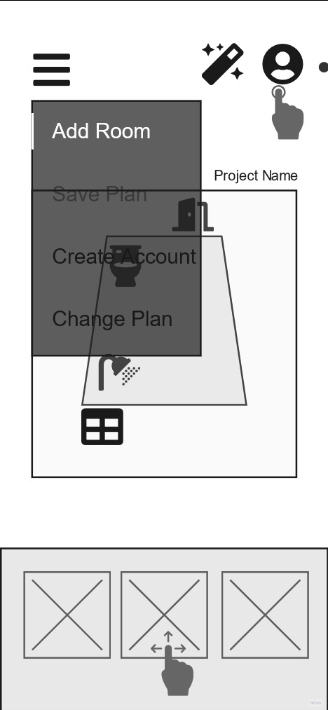 Add Room
Project Name
Save Plan
Create Account
Change Plan